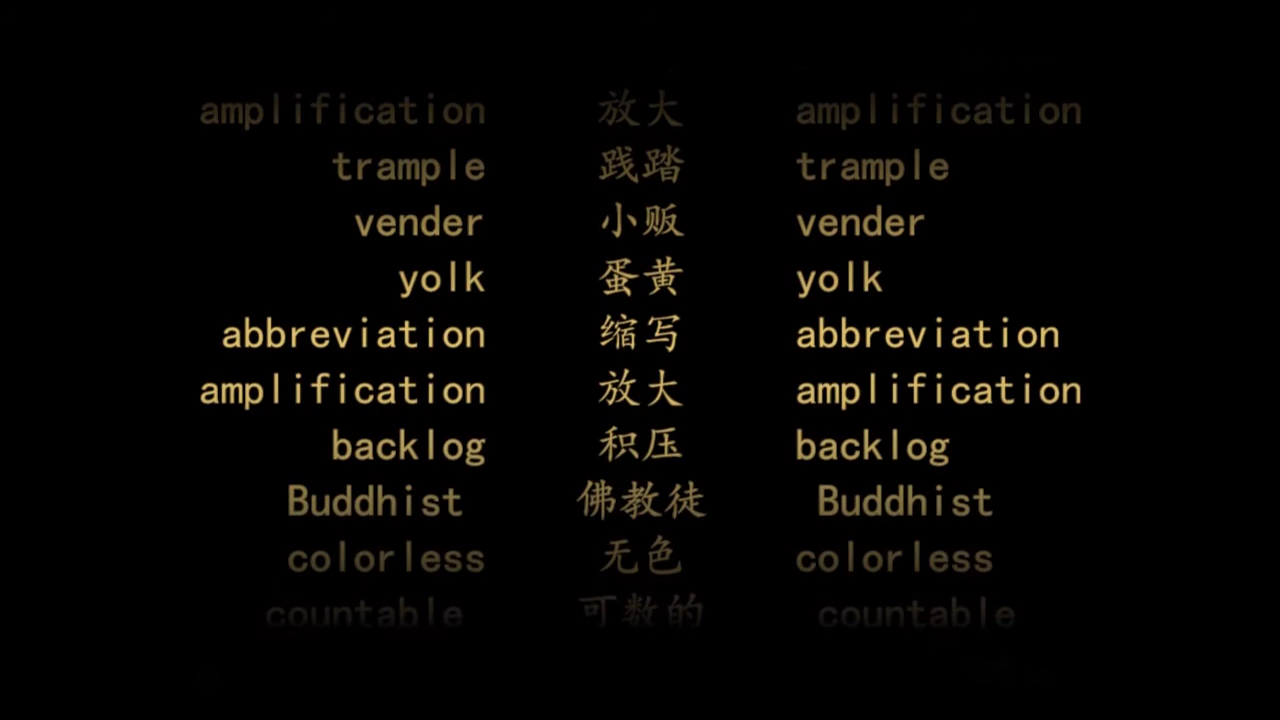 amplification 放大 amplification
trample 践踏 trample
vender 小贩 vender
yolk 蛋黄 yolk
abbreviation 缩写 abbreviation
amplification 放大 amplification
backlog 积压 backlog
Buddhist 佛教徒 Buddhist
colorless 无色 colorless
countable 可数的 countable